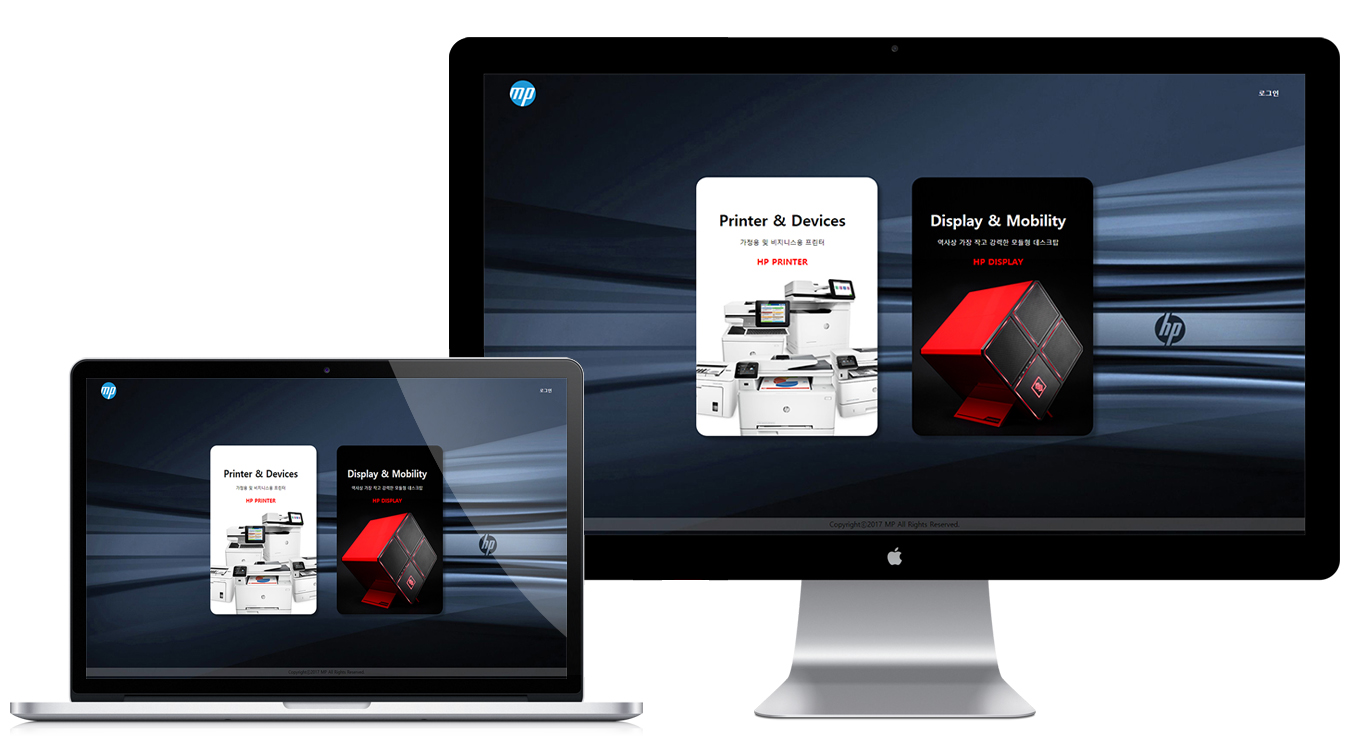 mp
로그인
Printer & Devices
가정용 및 비지니스용 프린터
HP PRINTER
Display & Mobility
역사상 가장 작고 강력한 모듈형 데스크탑
HP DISPLAY
hp
Copyrightⓒ2017 MP All Rights Reserved.
mp
로그인
Printer & Devices
가정용 및 비지니스용 프린터
HP PRINTER
Display & Mobility
역사상 가장 작고 강력한 모듈형 데스크탑
HP DISPLAY
hp
Copyrightⓒ2017 MP All Rights Reserved.